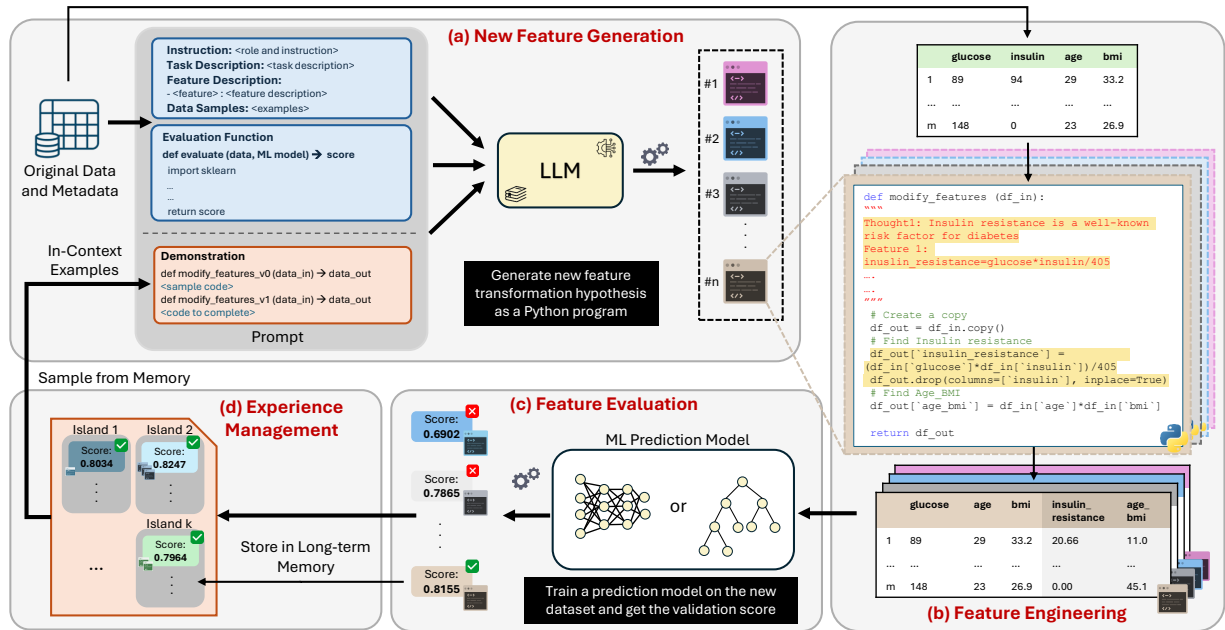 (a) New Feature Generation
Original Data
and Metadata
Instruction: <role and instruction>
Task Description: <task description>
Feature Description:
- <feature> : <feature description>
Data Samples: <examples>
Evaluation Function
def evaluate (data, ML model) → score
import sklearn
...
...
return score
In-Context
Examples
Demonstration
def modify_features_v0 (data_in) → data_out
<sample code>
def modify_features_v1 (data_in) → data_out
<code to complete>
Prompt
LLM
Generate new feature
transformation hypothesis
as a Python program
#1
#2
#3
.
.
.
#n
glucose insulin age bmi
1 89 94 29 33.2
... ... ... ...
m 148 0 23 26.9
def modify_features (df_in):
"""
Thought1: Insulin resistance is a well-known
risk factor for diabetes
Feature 1:
inuslin_resistance=glucose*insulin/405
….
….
"""
# Create a copy
df_out = df_in.copy()
# Find Insulin resistance
df_out[`insulin_resistance`] =
(df_in[`glucose`]*df_in[`insulin`])/405
df_out.drop(columns=[`insulin`], inplace=True)
# Find Age_BMI
df_out[`age_bmi`] = df_in[`age`]*df_in[`bmi`]
return df_out
glucose age bmi insulin_
resistance age_
bmi
1 89 29 33.2 20.66 11.0
... ... ... ... ...
m 148 23 26.9 0.00 45.1
(b) Feature Engineering
(c) Feature Evaluation
ML Prediction Model
or
Train a prediction model on the new
dataset and get the validation score
Score:
0.6902
Score:
0.7865
.
.
.
Score:
0.8155
Sample from Memory
(d) Experience
Management
Island 1
Score:
0.8034
.
.
.
Island 2
Score:
0.8247
.
.
.
Island k
Score:
0.7964
.
.
.
...
Store in Long-term
Memory